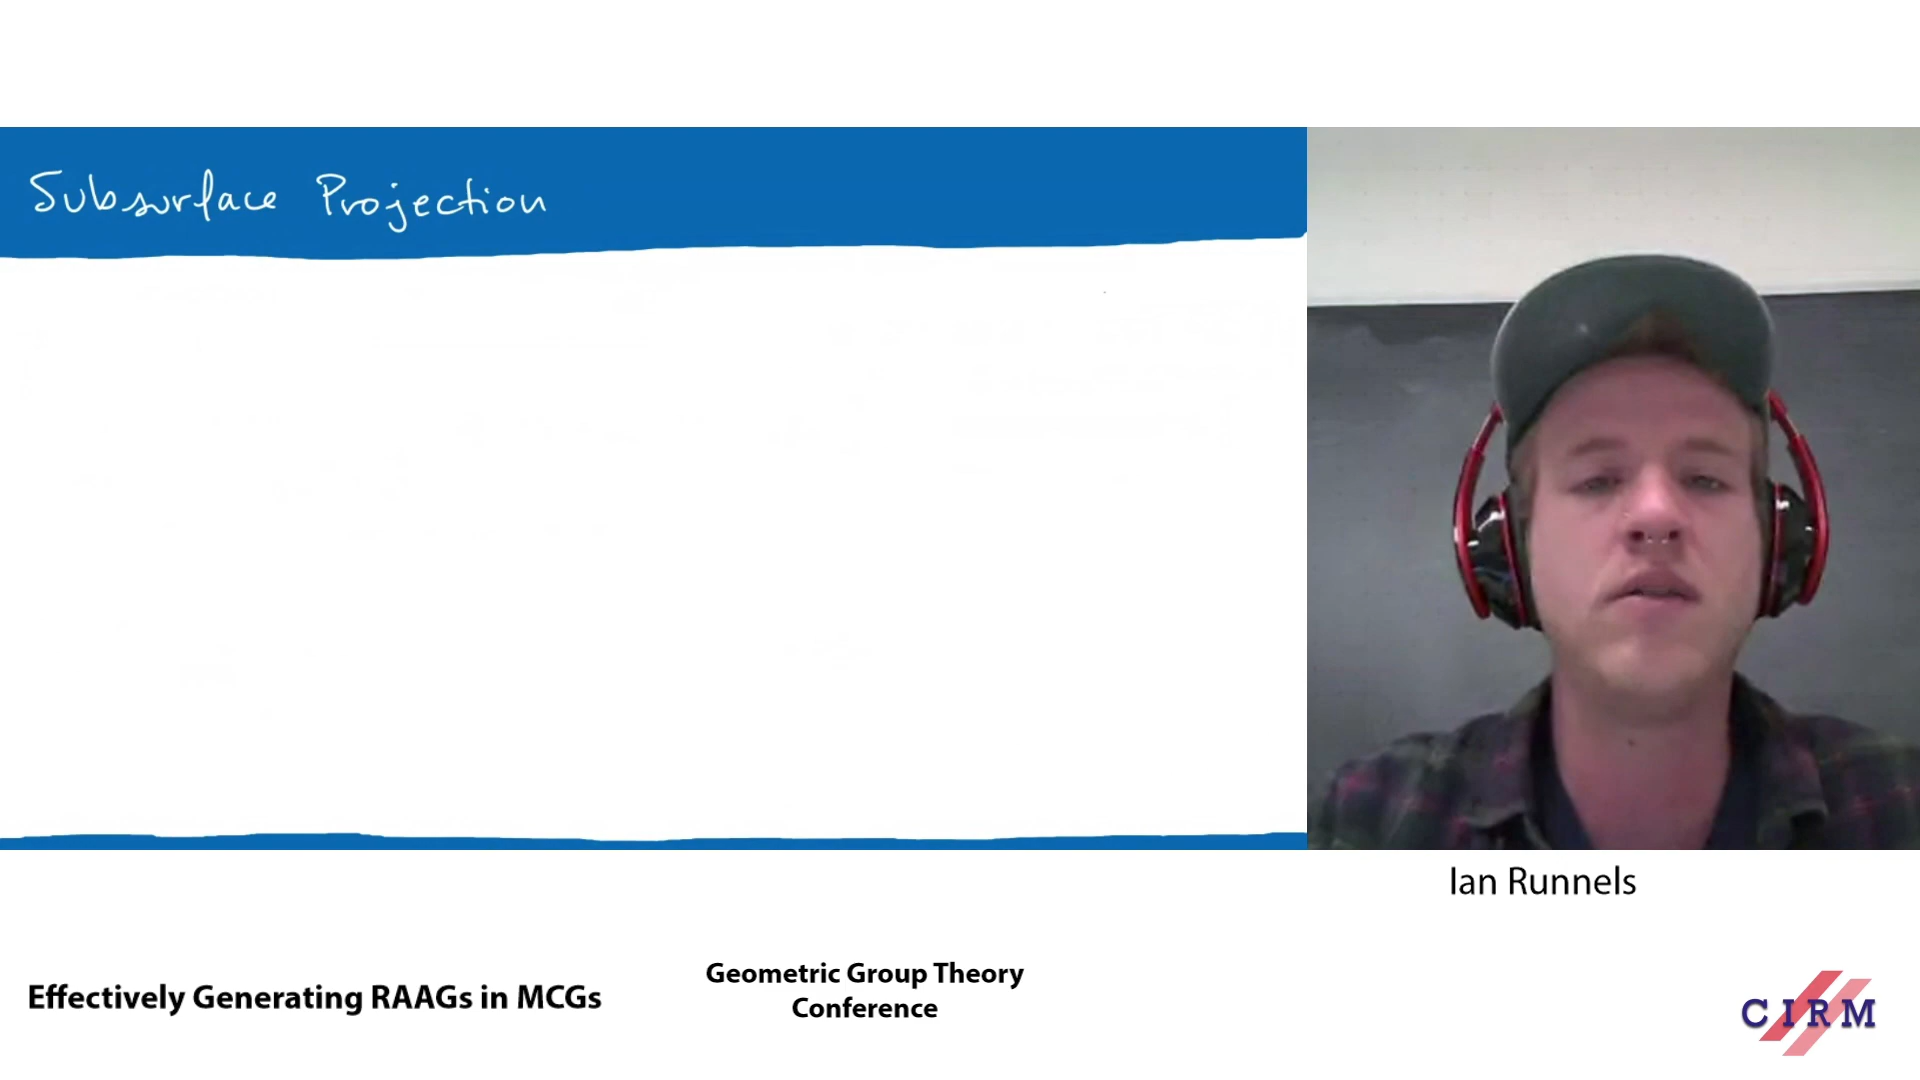 Subsurface Projection
Ian Runnels
Effectively Generating RAAGs in MCGs
Geometric Group Theory
Conference
CIRM